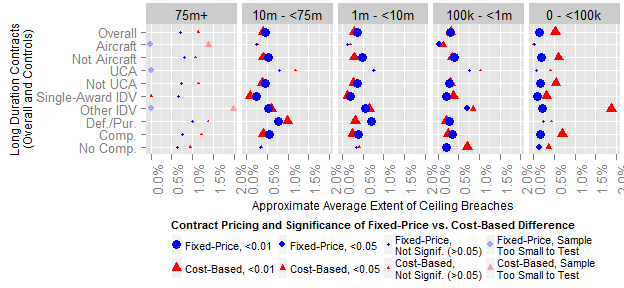 75m+ 10m - <75m 1m - <10m 100k - <1m 0 - <100k
Long Duration Contracts
(Overall and Controls)
Overall
Aircraft
Not Aircraft
UCA
Not UCA
Single-Award IDV
Other IDV
Def./Pur.
Comp.
No Comp.
0.0% 0.5% 1.0% 1.5% 2.0% 0.0% 0.5% 1.0% 1.5% 2.0% 0.0% 0.5% 1.0% 1.5% 2.0% 0.0% 0.5% 1.0% 1.5% 2.0% 0.0% 0.5% 1.0% 1.5% 2.0%
Approximate Average Extent of Ceiling Breaches
Contract Pricing and Significance of Fixed-Price vs. Cost-Based Difference
Fixed-Price, <0.01 Fixed-Price, <0.05 Fixed-Price, Not Signif. (>0.05) Fixed-Price, Sample Too Small to Test
Cost-Based, <0.01 Cost-Based, <0.05 Cost-Based, Not Signif. (>0.05) Cost-Based, Sample Too Small to Test